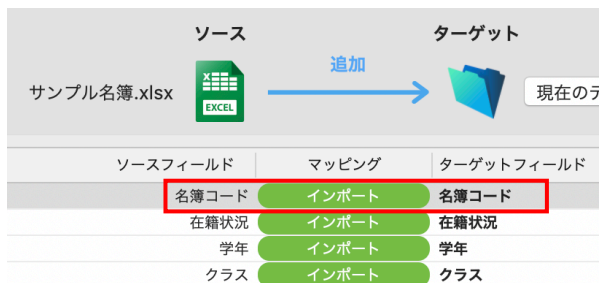 ソース
ターゲット
追加
サンプル名簿.xlsx
X
EXCEL
現在の
ソースフィールド マッピング ターゲットフィールド
名簿コード インポート 名簿コード
在籍状況 インポート 在籍状況
学年 インポート 学年
クラス インポート クラス